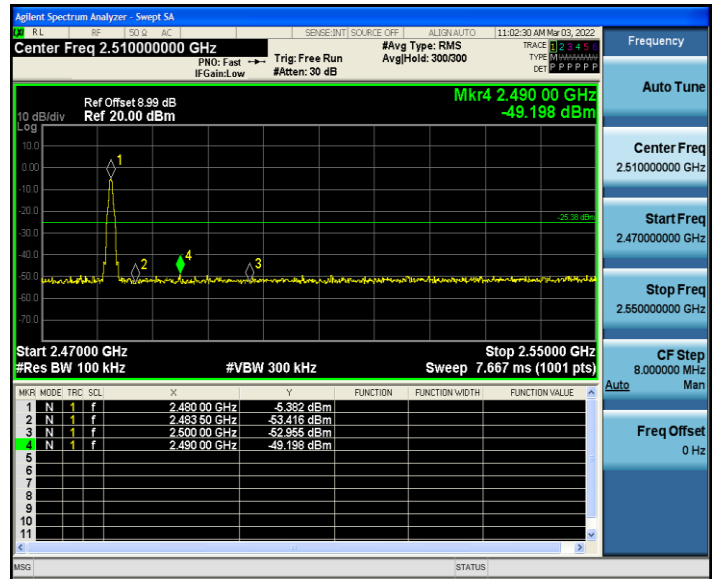 Agilent Spectrum Analyzer - Swept SA
RL RF 50 Ω AC SENSE:INT SOURCE OFF ALIGN AUTO 11:02:30 AM Mar 03, 2022
Center Freq 2.510000000 GHz #Avg Type: RMS TRACE 1 2 3 4 5 6
PNO: Fast Trig: Free Run Avg|Hold: 300/300 TYPE M
IFGain:Low #Atten: 30 dB DET P P P P P P
Mkr4 2.490 00 GHz
-49.198 dBm
Ref Offset 8.99 dB
10 dB/div Ref 20.00 dBm
Log
10.0
0.00
-10.0
-20.0
-30.0
-40.0
-50.0
-60.0
-70.0
1
2
4
3
-25.38 dBm
Start 2.47000 GHz Stop 2.55000 GHz
#Res BW 100 kHz #VBW 300 kHz Sweep 7.667 ms (1001 pts)
MKR MODE TRC SCL X Y FUNCTION FUNCTION WIDTH FUNCTION VALUE
1 N 1 f 2.480 00 GHz -5.382 dBm
2 N 1 f 2.483 50 GHz -53.416 dBm
3 N 1 f 2.500 00 GHz -52.955 dBm
4 N 1 f 2.490 00 GHz -49.198 dBm
5
6
7
8
9
10
11
MSG STATUS
Frequency
Auto Tune
Center Freq
2.510000000 GHz
Start Freq
2.470000000 GHz
Stop Freq
2.550000000 GHz
CF Step
8.000000 MHz
Auto Man
Freq Offset
0 Hz